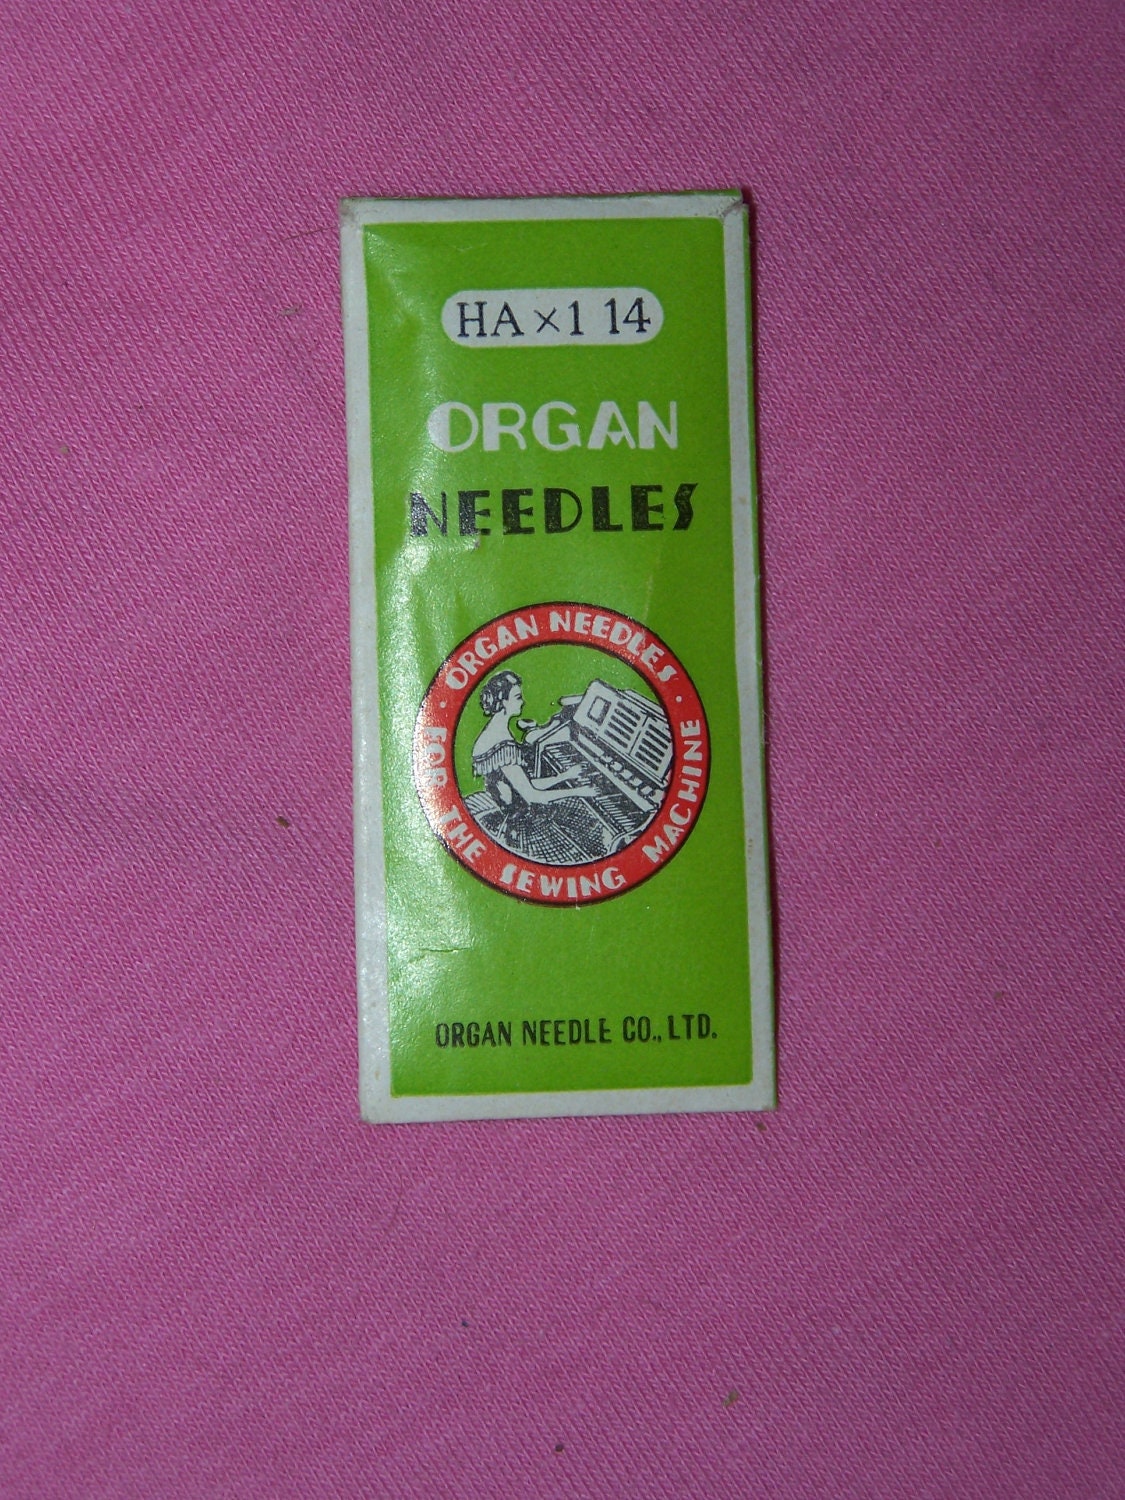 HA×1 14
ORGAN
NEEDLES
· ORGAN NEEDLES ·
FOR THE SEWING MACHINE
ORGAN NEEDLE CO., LTD.